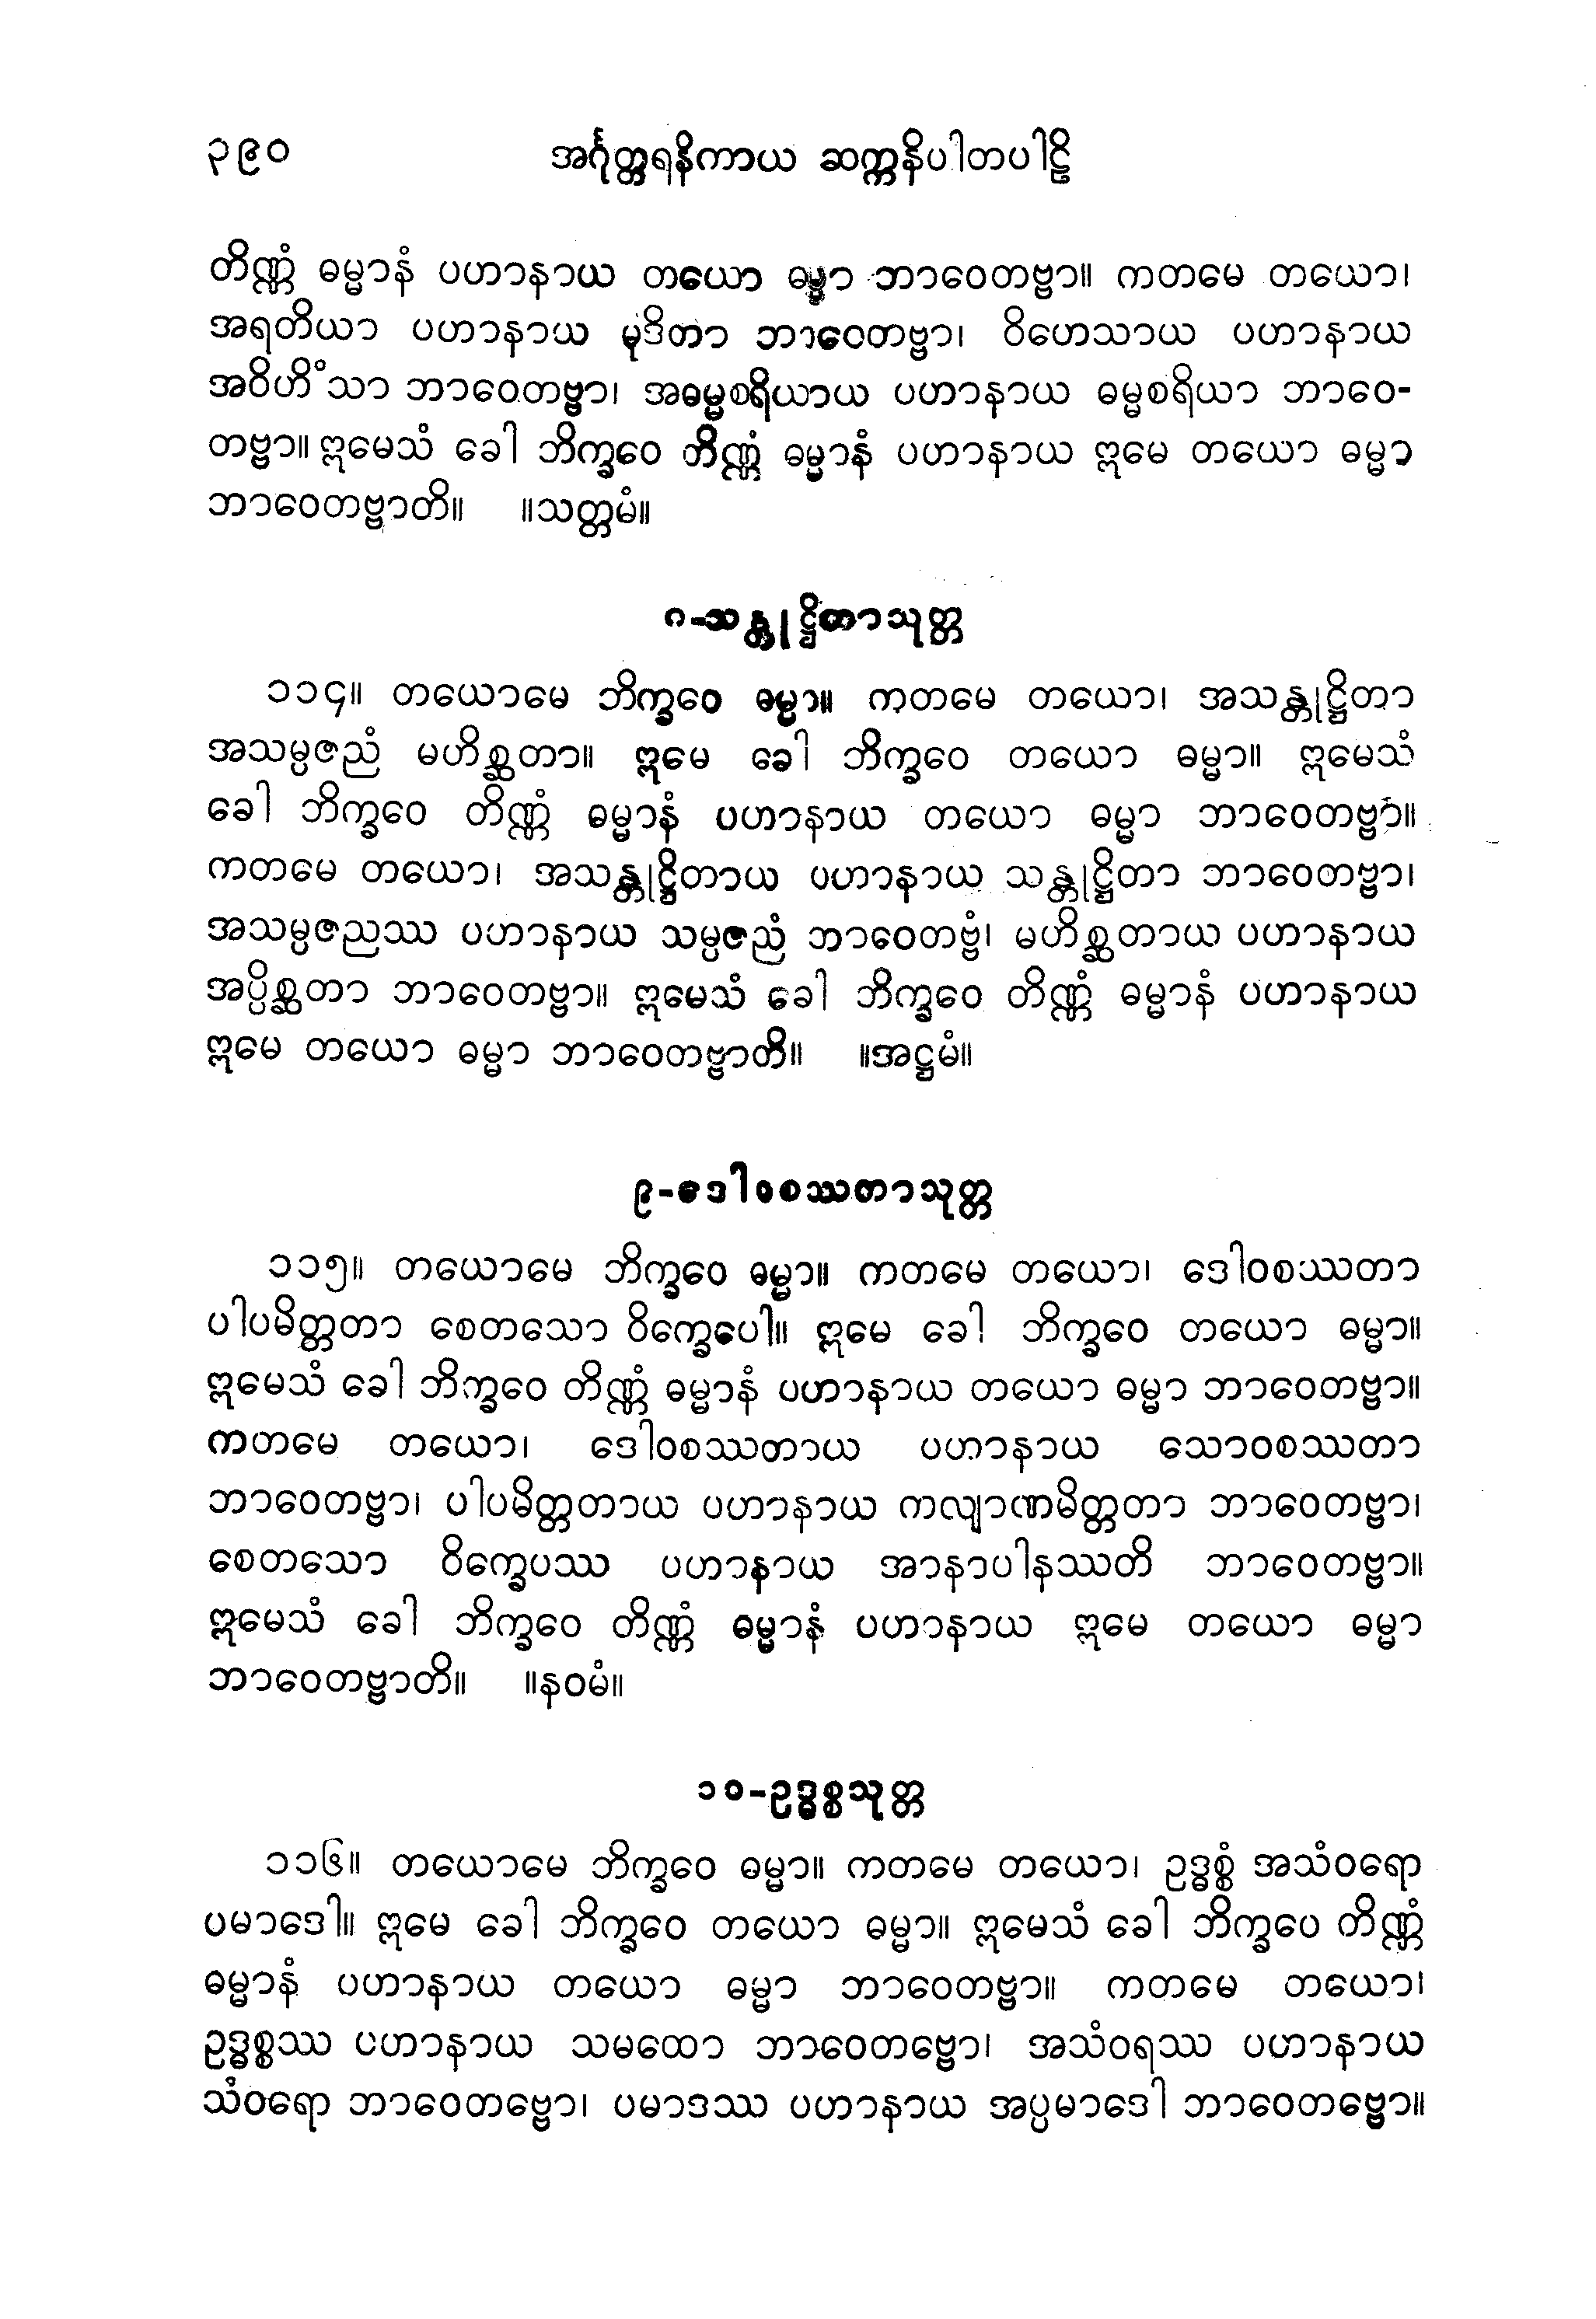 ၃၉၀ အင်္ဂုတ္တရနိကာယ ဆက္ကနိပါတပါဠိ
တိဏ္ဏံ ဓမ္မာနံ ပဟာနာယ တယော ဓမ္မာ ဘာဝေတဗ္ဗာ။ ကတမေ တယော၊
အရတိယာ ပဟာနာယ မုဒိတာ ဘာဝေတဗ္ဗာ၊ ဝိဟေသာယ ပဟာနာယ
အဝိဟိံသာ ဘာဝေတဗ္ဗာ၊ အဓမ္မစရိယာယ ပဟာနာယ ဓမ္မစရိယာ ဘာဝေ-
တဗ္ဗာ။ ဣမေသံ ခေါ ဘိက္ခဝေ တိဏ္ဏံ ဓမ္မာနံ ပဟာနာယ ဣမေ တယော ဓမ္မာ
ဘာဝေတဗ္ဗာတိ။ ။သတ္တမံ။
၈-သန္တုဋ္ဌိတာသုတ္တ
၁၁၄။ တယောမေ ဘိက္ခဝေ ဓမ္မာ။ ကတမေ တယော၊ အသန္တုဋ္ဌိတာ
အသမ္ပဇညံ မဟိစ္ဆတာ။ ဣမေ ခေါ ဘိက္ခဝေ တယော ဓမ္မာ။ ဣမေသံ
ခေါ ဘိက္ခဝေ တိဏ္ဏံ ဓမ္မာနံ ပဟာနာယ တယော ဓမ္မာ ဘာဝေတဗ္ဗာ။
ကတမေ တယော၊ အသန္တုဋ္ဌိတာယ ပဟာနာယ သန္တုဋ္ဌိတာ ဘာဝေတဗ္ဗာ၊
အသမ္ပဇညဿ ပဟာနာယ သမ္ပဇညံ ဘာဝေတဗ္ဗံ၊ မဟိစ္ဆတာယ ပဟာနာယ
အပ္ပိစ္ဆတာ ဘာဝေတဗ္ဗာ။ ဣမေသံ ခေါ ဘိက္ခဝေ တိဏ္ဏံ ဓမ္မာနံ ပဟာနာယ
ဣမေ တယော ဓမ္မာ ဘာဝေတဗ္ဗာတိ။ ။အဋ္ဌမံ။
၉-ဒေါဝစဿတာသုတ္တ
၁၁၅။ တယောမေ ဘိက္ခဝေ ဓမ္မာ။ ကတမေ တယော၊ ဒေါဝစဿတာ
ပါပမိတ္တတာ စေတသော ဝိက္ခေပေါ။ ဣမေ ခေါ ဘိက္ခဝေ တယော ဓမ္မာ။
ဣမေသံ ခေါ ဘိက္ခဝေ တိဏ္ဏံ ဓမ္မာနံ ပဟာနာယ တယော ဓမ္မာ ဘာဝေတဗ္ဗာ။
ကတမေ တယော၊ ဒေါဝစဿတာယ ပဟာနာယ သောဝစဿတာ
ဘာဝေတဗ္ဗာ၊ ပါပမိတ္တတာယ ပဟာနာယ ကလျာဏမိတ္တတာ ဘာဝေတဗ္ဗာ၊
စေတသော ဝိက္ခေပဿ ပဟာနာယ အာနာပါနဿတိ ဘာဝေတဗ္ဗာ။
ဣမေသံ ခေါ ဘိက္ခဝေ တိဏ္ဏံ ဓမ္မာနံ ပဟာနာယ ဣမေ တယော ဓမ္မာ
ဘာဝေတဗ္ဗာတိ။ ။နဝမံ။
၁၀-ဥဒ္ဓစ္စသုတ္တ
၁၁၆။ တယောမေ ဘိက္ခဝေ ဓမ္မာ။ ကတမေ တယော၊ ဥဒ္ဓစ္စံ အသံဝရော
ပမာဒေါ။ ဣမေ ခေါ ဘိက္ခဝေ တယော ဓမ္မာ။ ဣမေသံ ခေါ ဘိက္ခပေ တိဏ္ဏံ
ဓမ္မာနံ ပဟာနာယ တယော ဓမ္မာ ဘာဝေတဗ္ဗာ။ ကတမေ တယော၊
ဥဒ္ဓစ္စဿ ပဟာနာယ သမထော ဘာဝေတဗ္ဗော၊ အသံဝရဿ ပဟာနာယ
သံဝရော ဘာဝေတဗ္ဗော၊ ပမာဒဿ ပဟာနာယ အပ္ပမာဒေါ ဘာဝေတဗ္ဗော။